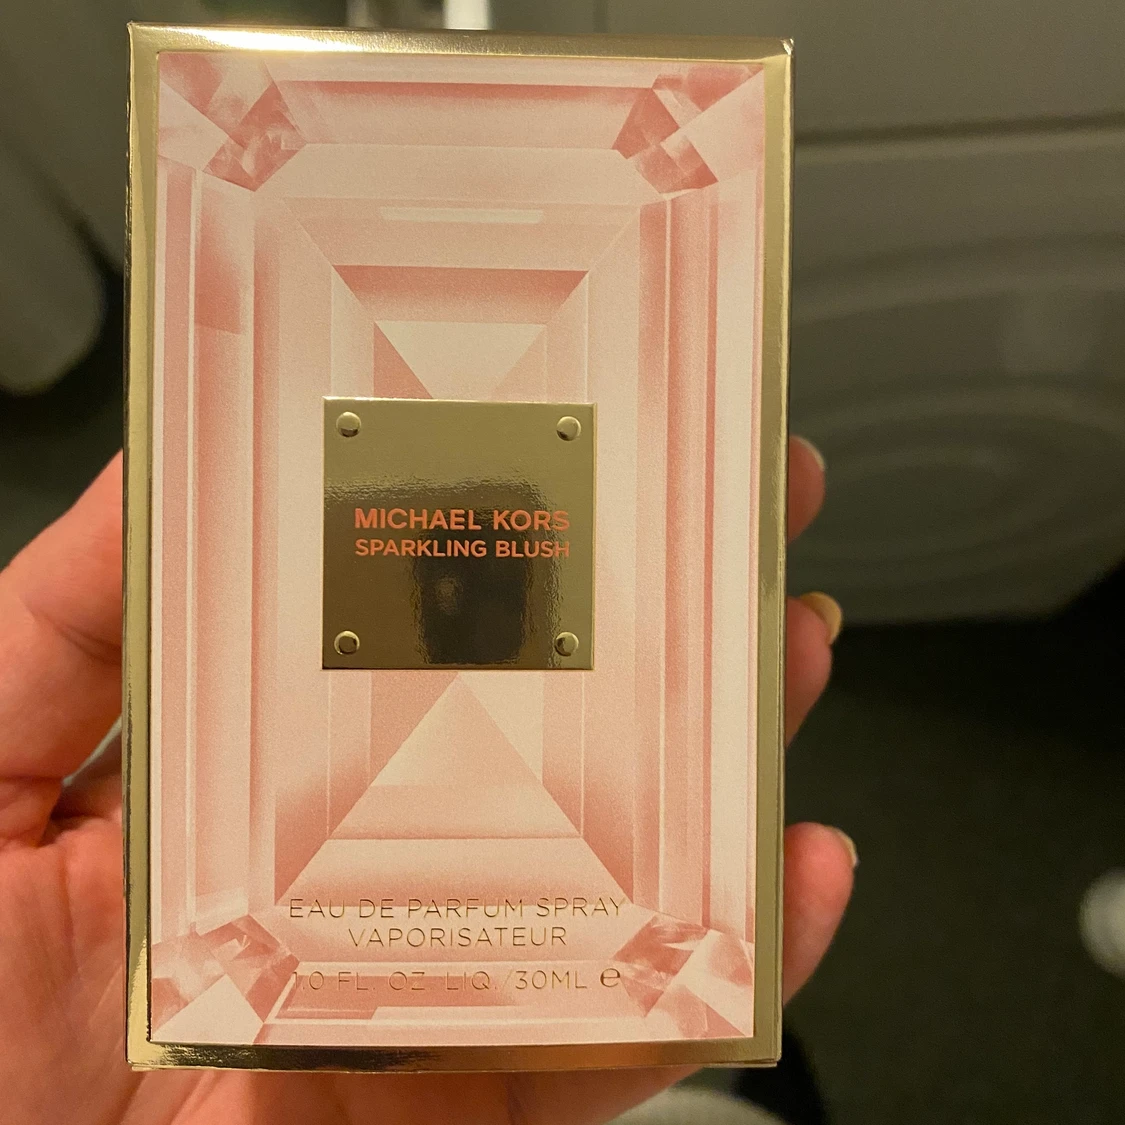 MICHAEL KORS
SPARKLING BLUSH
EAU DE PARFUM SPRAY
VAPORISATEUR
1.0 FL. OZ. LIQ./30ML ℮